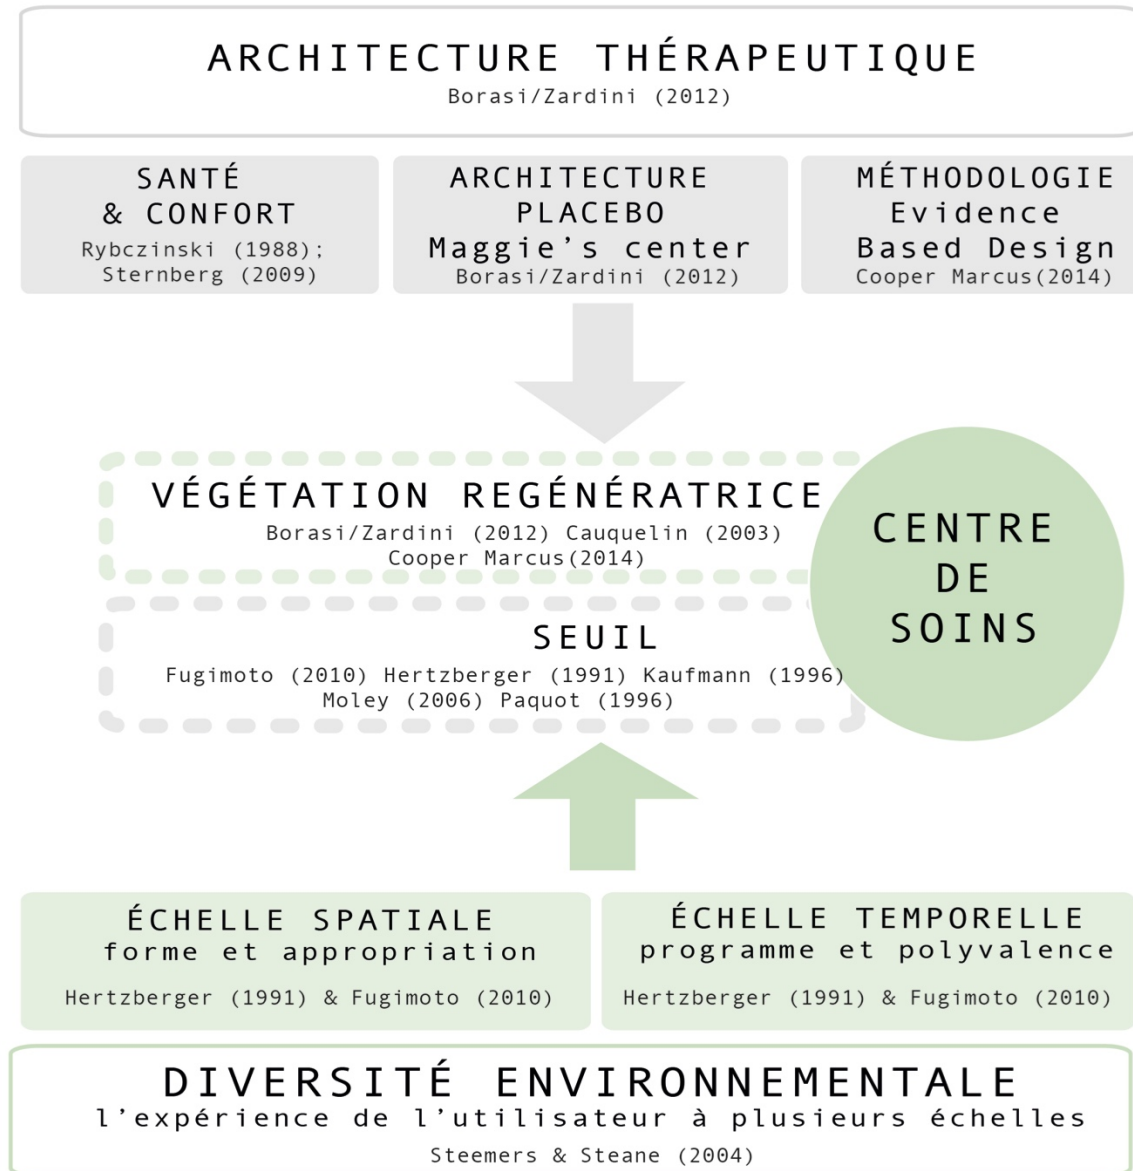 ARCHITECTURE THÉRAPEUTIQUE
Borasi/Zardini (2012)
SANTÉ
& CONFORT
Rybczinski (1988);
Sternberg (2009)
ARCHITECTURE
PLACEBO
Maggie's center
Borasi/Zardini (2012)
MÉTHODOLOGIE
Evidence
Based Design
Cooper Marcus(2014)
VÉGÉTATION REGÉNÉRATRICE
Borasi/Zardini (2012) Cauquelin (2003)
Cooper Marcus(2014)
SEUIL
Fugimoto (2010) Hertzberger (1991) Kaufmann (1996)
Moley (2006) Paquot (1996)
CENTRE
DE
SOINS
ÉCHELLE SPATIALE
forme et appropriation
Hertzberger (1991) & Fugimoto (2010)
ÉCHELLE TEMPORELLE
programme et polyvalence
Hertzberger (1991) & Fugimoto (2010)
DIVERSITÉ ENVIRONNEMENTALE
l'expérience de l'utilisateur à plusieurs échelles
Steemers & Steane (2004)